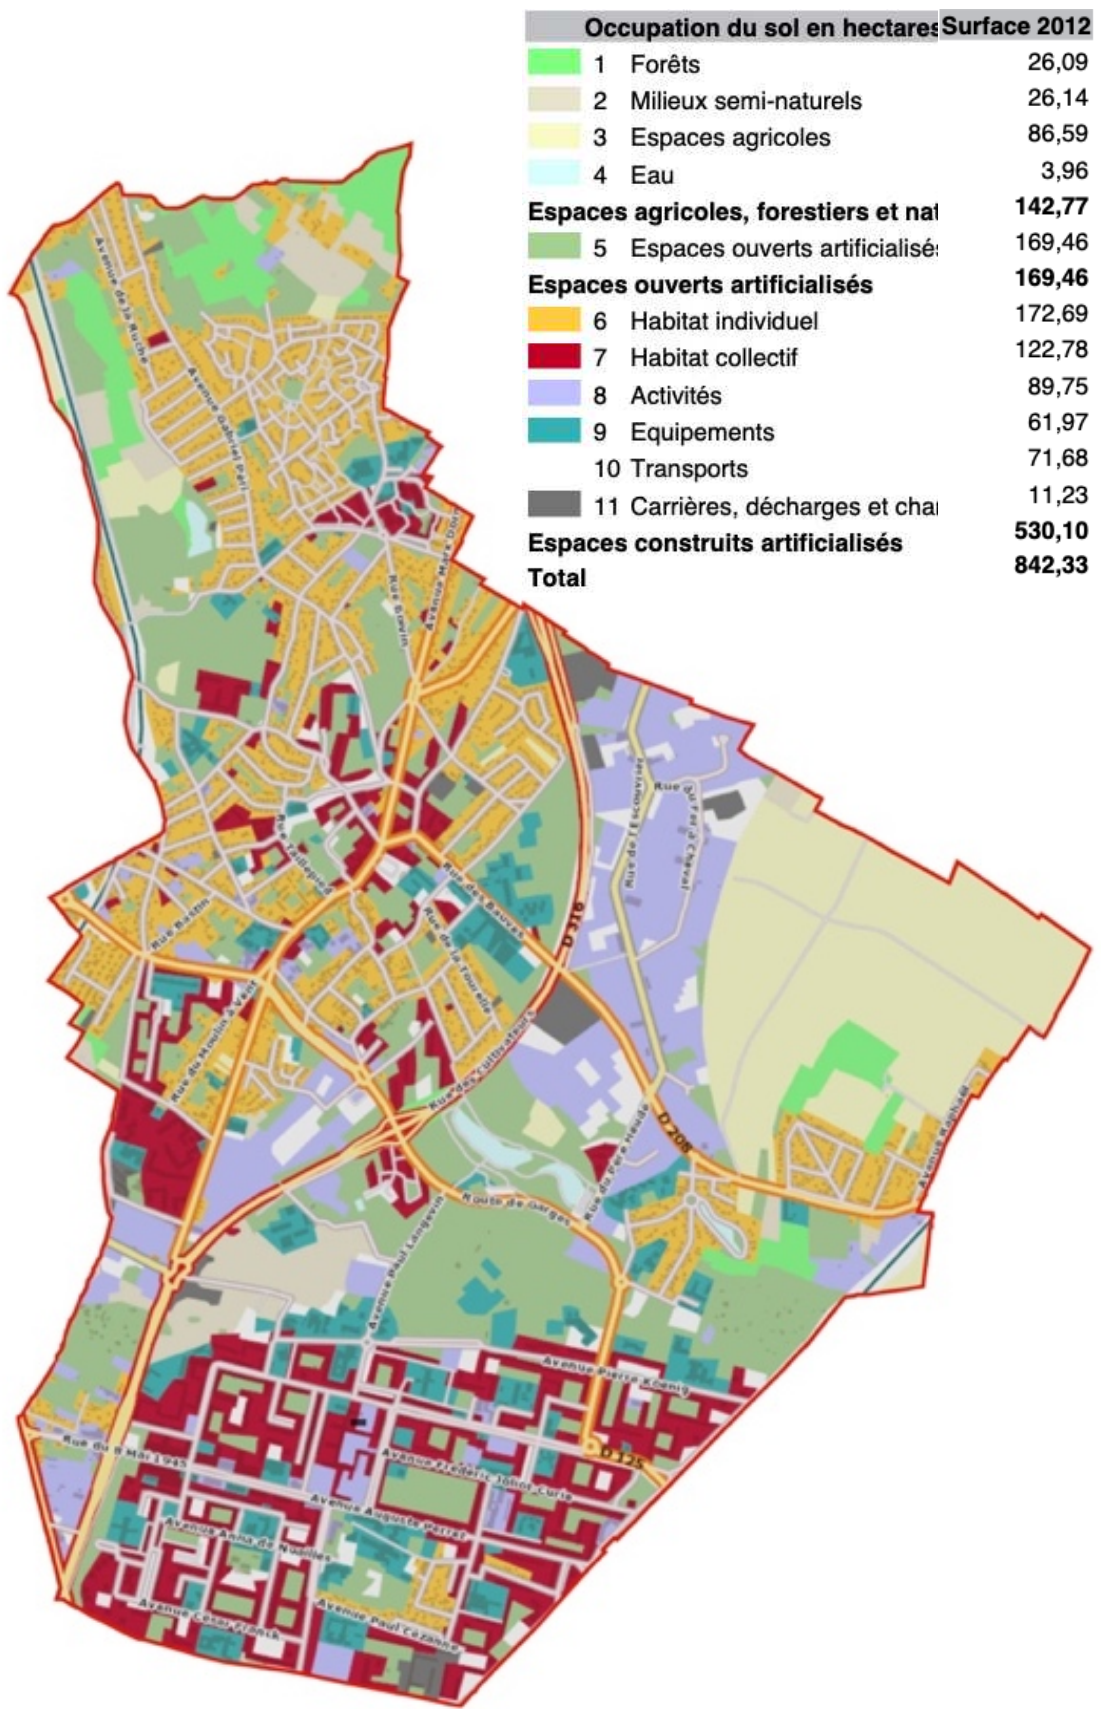 Occupation du sol en hectares Surface 2012
1 Forêts 26,09
2 Milieux semi-naturels 26,14
3 Espaces agricoles 86,59
4 Eau 3,96
Espaces agricoles, forestiers et nat 142,77
5 Espaces ouverts artificialisé 169,46
Espaces ouverts artificialisés 169,46
6 Habitat individuel 172,69
7 Habitat collectif 122,78
8 Activités 89,75
9 Equipements 61,97
10 Transports 71,68
11 Carrières, décharges et cha 11,23
Espaces construits artificialisés 530,10
Total 842,33
Avenue de la Ruche
Avenue Gabriel Péri
Avenue Marx Dormoy
Rue Brévin
Rue de l'Escouvrier
Rue du Fer à Cheval
Rue Taillepied
Rue des Bauves
D 316
Rue Bastin
Rue de la Tourelle
Rue du Moulin à Vent
Rue des Cultivateurs
D 208
Rue du Père Heude
Avenue Raphaël
Route de Garges
Avenue Paul Langevin
Avenue Pierre Koenig
D 125
Rue du 8 Mai 1945
Avenue Frédéric Joliot Curie
Avenue Auguste Perret
Avenue Anna de Noailles
Avenue César Franck
Avenue Paul Cézanne